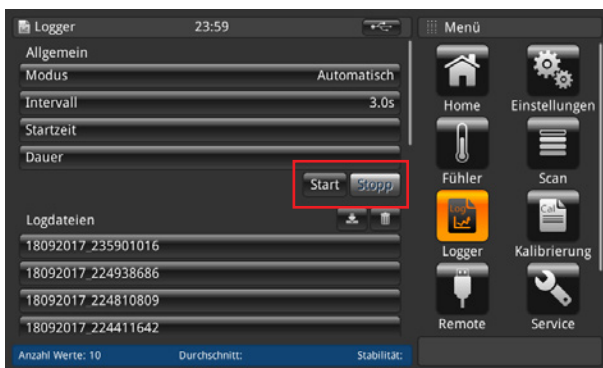 Logger 23:59
Allgemein
Modus Automatisch
Intervall 3.0s
Startzeit
Dauer
Start Stopp
Logdateien
18092017_235901016
18092017_224938686
18092017_224810809
18092017_224411642
Anzahl Werte: 10 Durchschnitt: Stabilität:
Menü
Home Einstellungen
Fühler Scan
Log Cal
Logger Kalibrierung
Remote Service